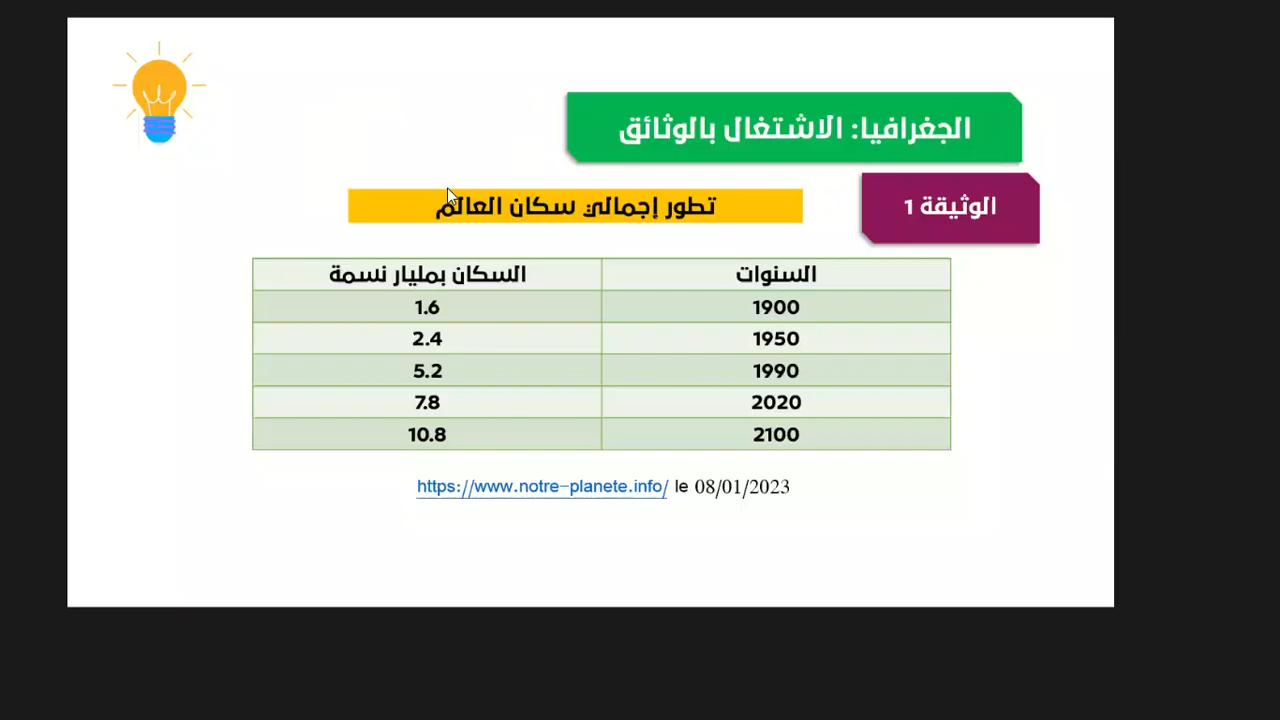 الجغرافيا: الاشتغال بالوثائق
الوثيقة 1
تطور إجمالي سكان العالم
السنوات السكان بمليار نسمة
1900 1.6
1950 2.4
1990 5.2
2020 7.8
2100 10.8
https://www.notre-planete.info/ le 08/01/2023